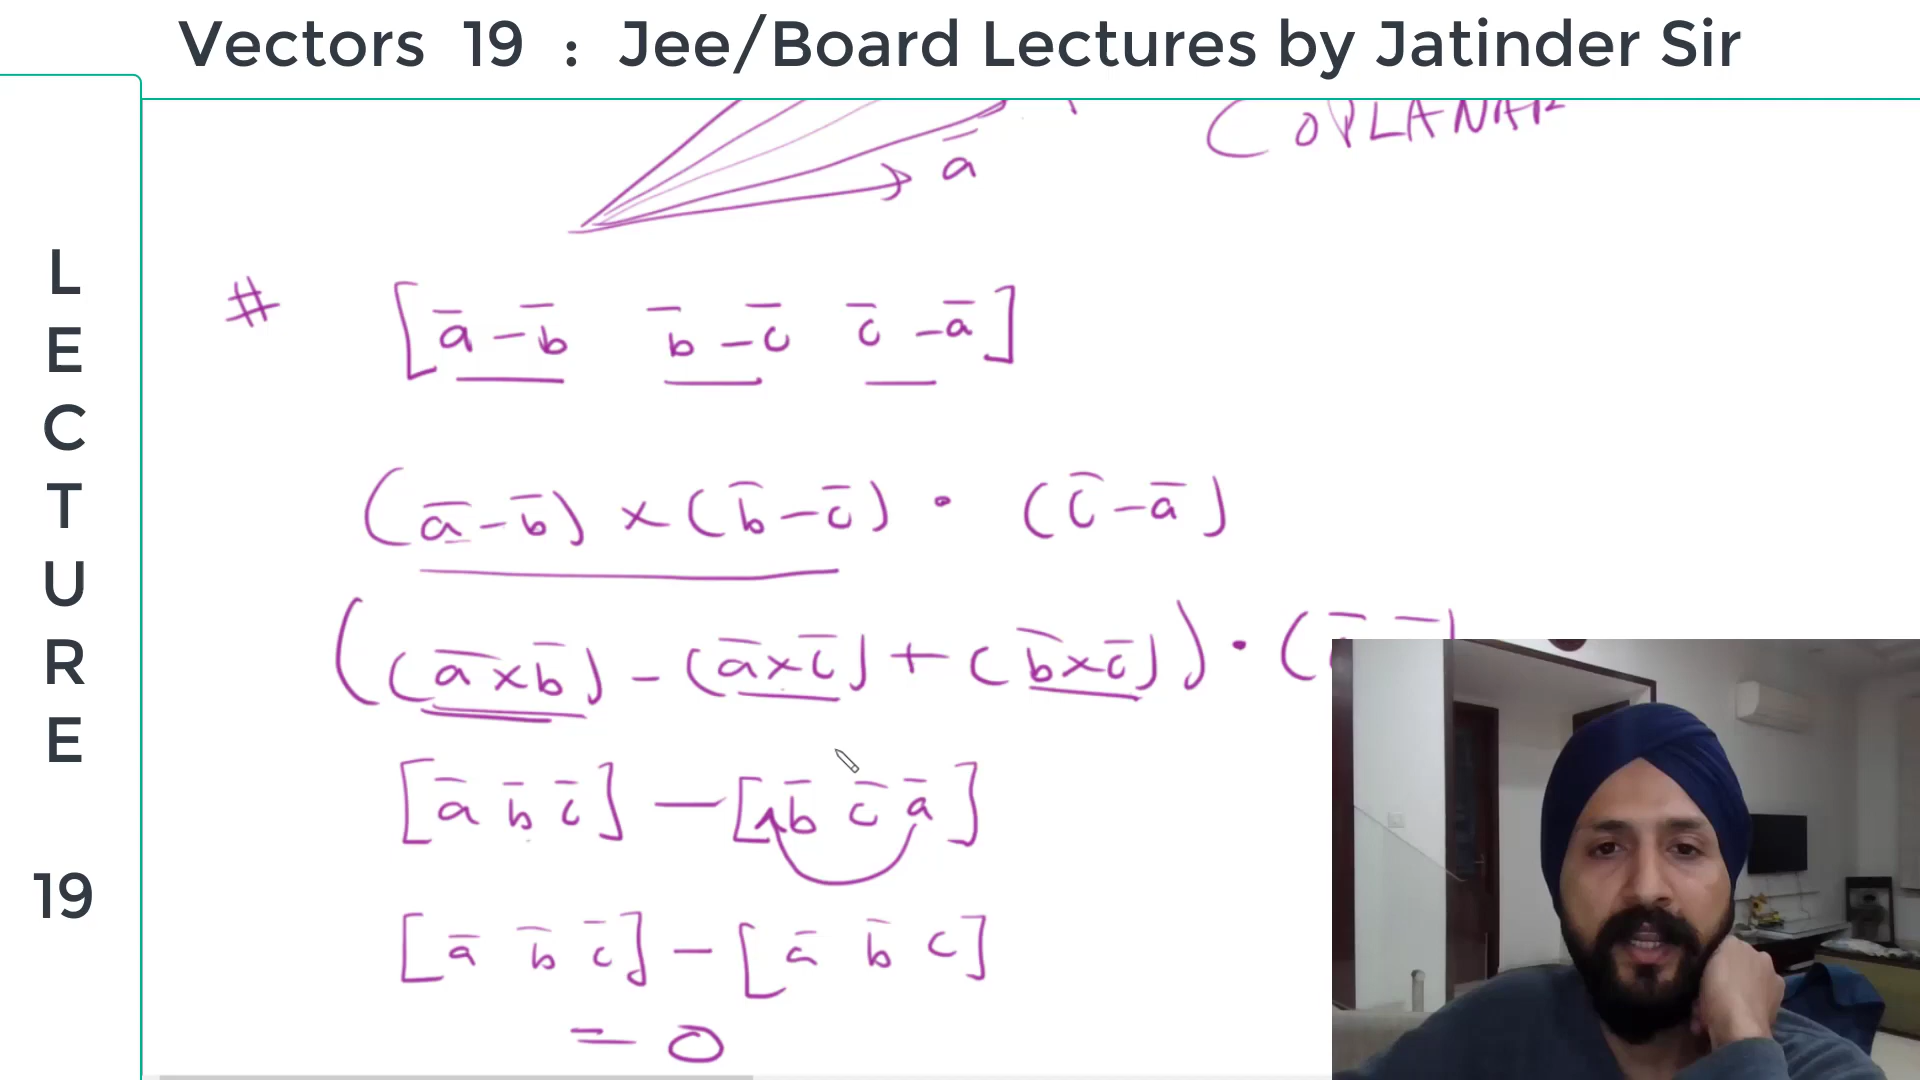 Vectors 19 : Jee/Board Lectures by Jatinder Sir
LECTURE
19
COPLANAR
a̅
# [a̅ - b̅  b̅ - c̅  c̅ - a̅]
(a̅ - b̅) × (b̅ - c̅) · (c̅ - a̅)
((a̅ × b̅) - (a̅ × c̅) + (b̅ × c̅)) · (
[a̅ b̅ c̅] — [b̅ c̅ a̅]
[a̅ b̅ c̅] - [a̅ b̅ c]
= 0